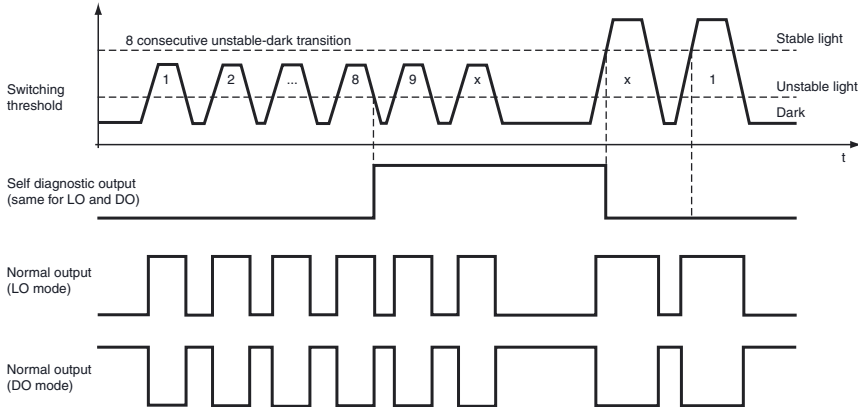 8 consecutive unstable-dark transition
Stable light
1 2 ... 8 9 x x 1
Switching
threshold
Unstable light
Dark
t
Self diagnostic output
(same for LO and DO)
Normal output
(LO mode)
Normal output
(DO mode)